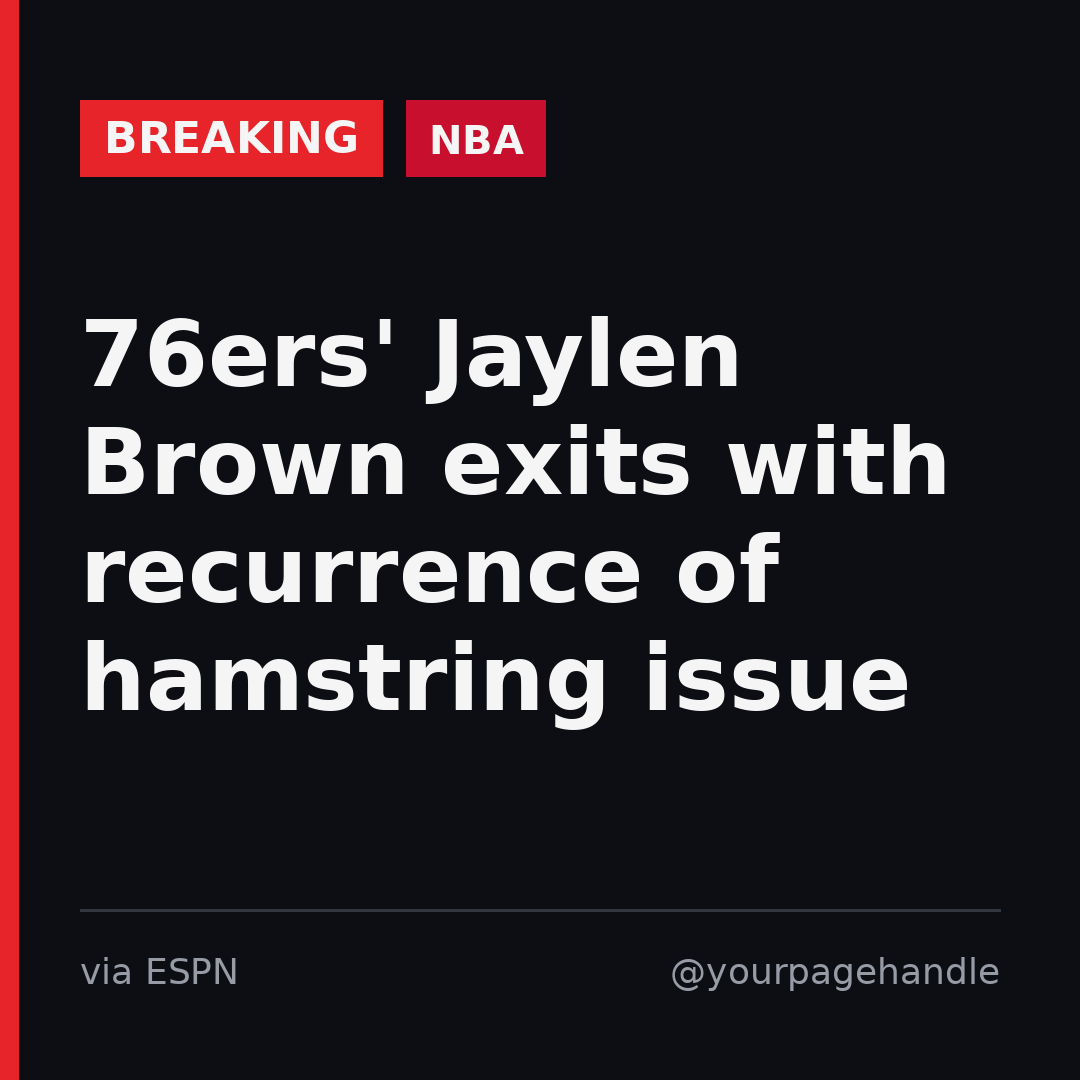 BREAKING NBA
76ers' Jaylen
Brown exits with
recurrence of
hamstring issue
via ESPN @yourpagehandle